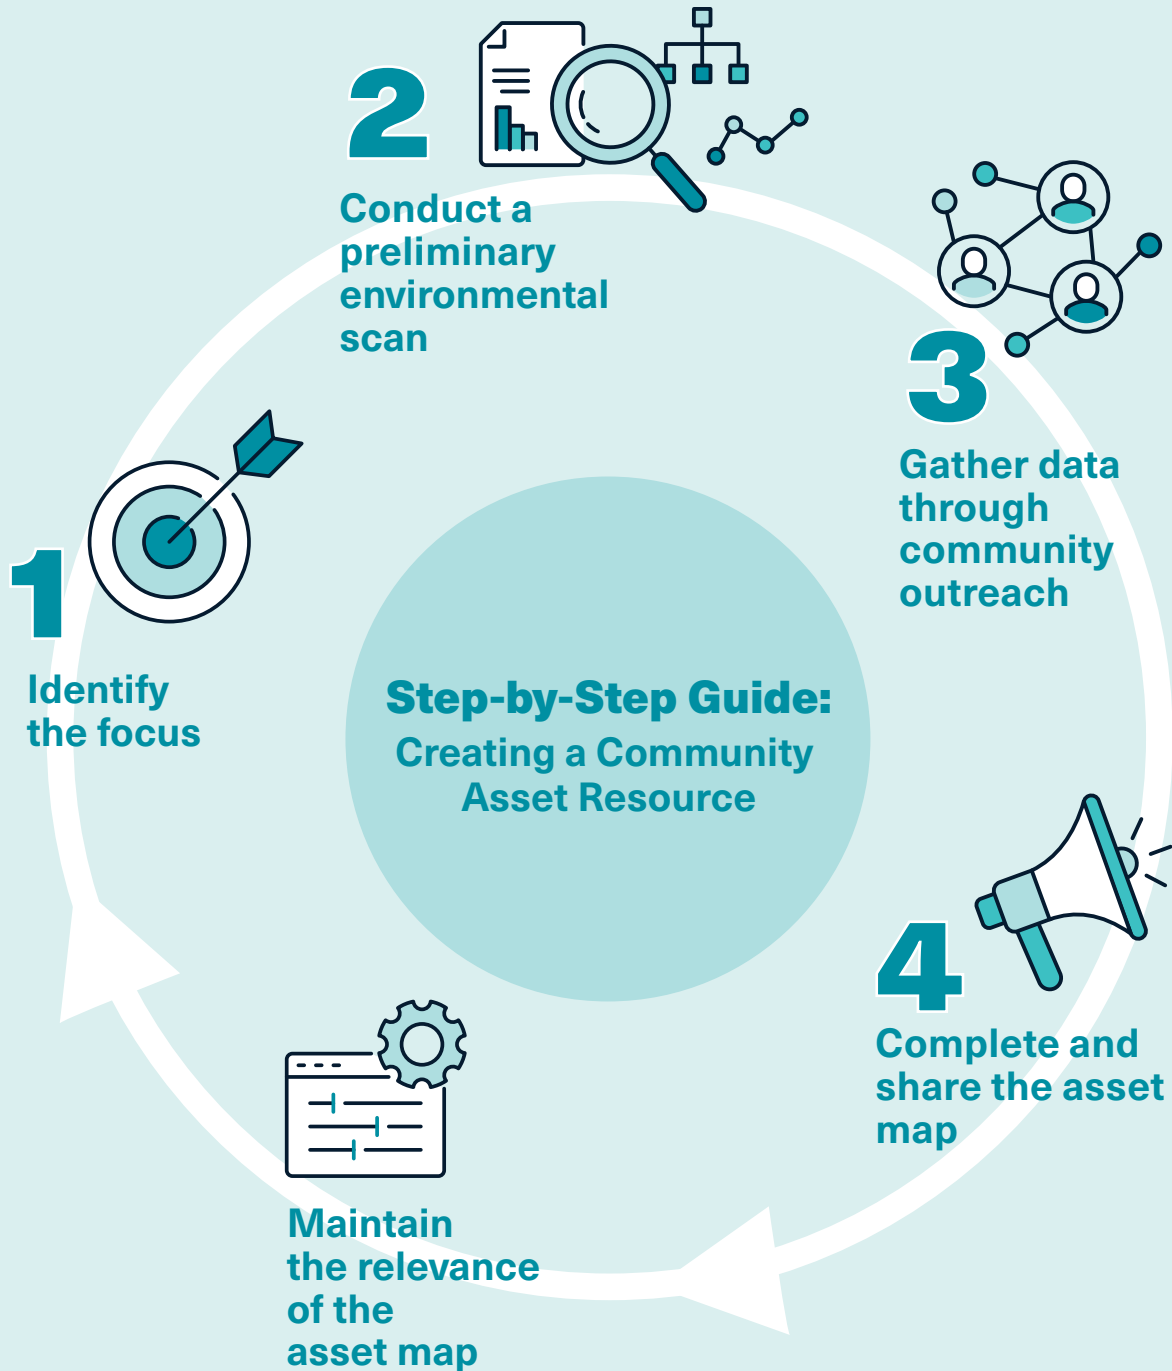 Step-by-Step Guide:
Creating a Community
Asset Resource
1
Identify
the focus
2
Conduct a
preliminary
environmental
scan
3
Gather data
through
community
outreach
4
Complete and
share the asset
map
Maintain
the relevance
of the
asset map